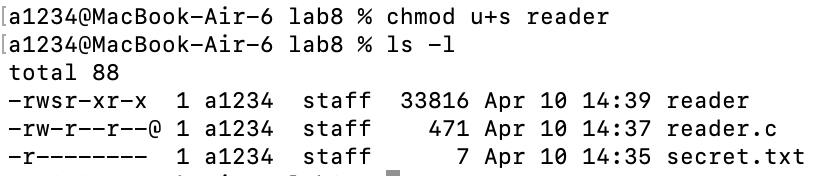 [a1234@MacBook-Air-6 lab8 % chmod u+s reader
[a1234@MacBook-Air-6 lab8 % ls -l
total 88
-rwsr-xr-x  1 a1234  staff  33816 Apr 10 14:39 reader
-rw-r--r--@ 1 a1234  staff    471 Apr 10 14:37 reader.c
-r--------  1 a1234  staff      7 Apr 10 14:35 secret.txt